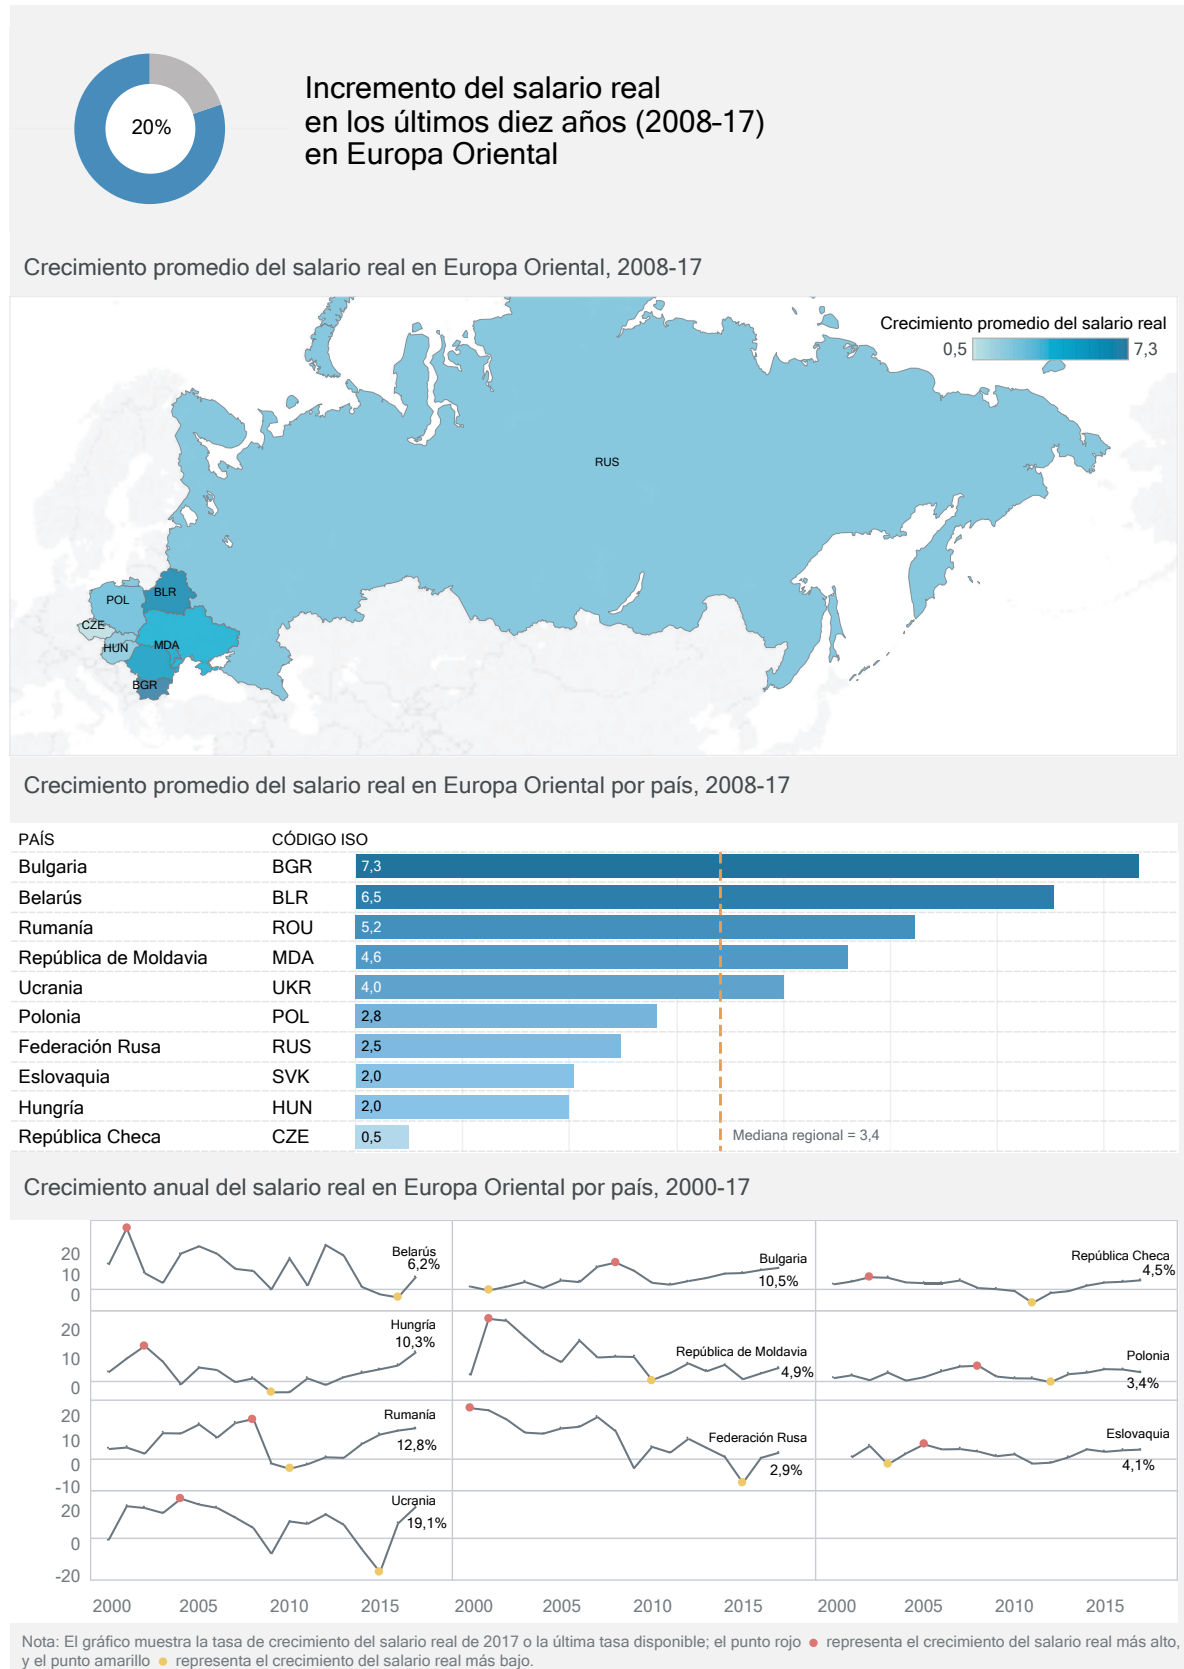 20%
Incremento del salario real
en los últimos diez años (2008-17)
en Europa Oriental
Crecimiento promedio del salario real en Europa Oriental, 2008-17
Crecimiento promedio del salario real
0,5 7,3
RUS
POL
BLR
CZE
HUN
MDA
BGR
Crecimiento promedio del salario real en Europa Oriental por país, 2008-17
PAÍS CÓDIGO ISO
Bulgaria BGR 7,3
Belarús BLR 6,5
Rumanía ROU 5,2
República de Moldavia MDA 4,6
Ucrania UKR 4,0
Polonia POL 2,8
Federación Rusa RUS 2,5
Eslovaquia SVK 2,0
Hungría HUN 2,0
República Checa CZE 0,5
Mediana regional = 3,4
Crecimiento anual del salario real en Europa Oriental por país, 2000-17
20
10
0
Belarús
6,2%
Bulgaria
10,5%
República Checa
4,5%
20
10
0
Hungría
10,3%
República de Moldavia
4,9%
Polonia
3,4%
20
10
0
-10
Rumanía
12,8%
Federación Rusa
2,9%
Eslovaquia
4,1%
20
0
-20
Ucrania
19,1%
2000 2005 2010 2015 2000 2005 2010 2015 2000 2005 2010 2015
Nota: El gráfico muestra la tasa de crecimiento del salario real de 2017 o la última tasa disponible; el punto rojo ● representa el crecimiento del salario real más alto,
y el punto amarillo ● representa el crecimiento del salario real más bajo.